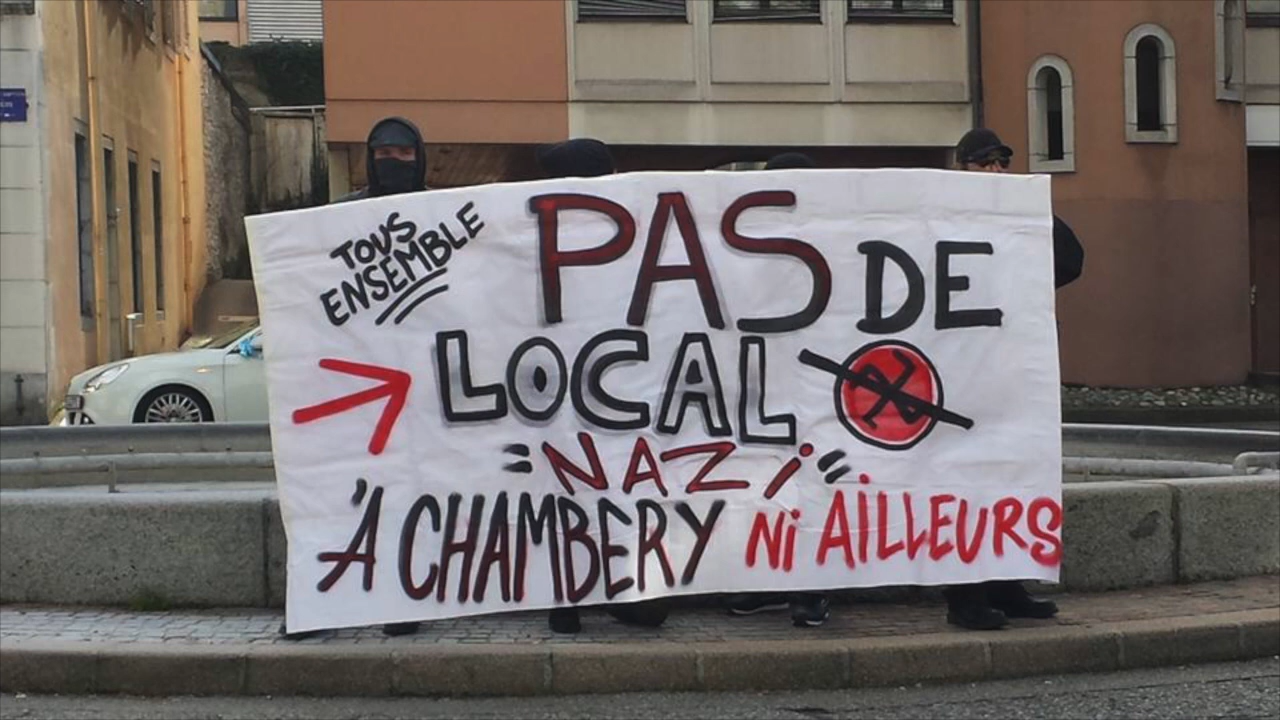 TOUS
ENSEMBLE
PAS DE
LOCAL
"NAZi"
À CHAMBERY Ni AiLLEURS